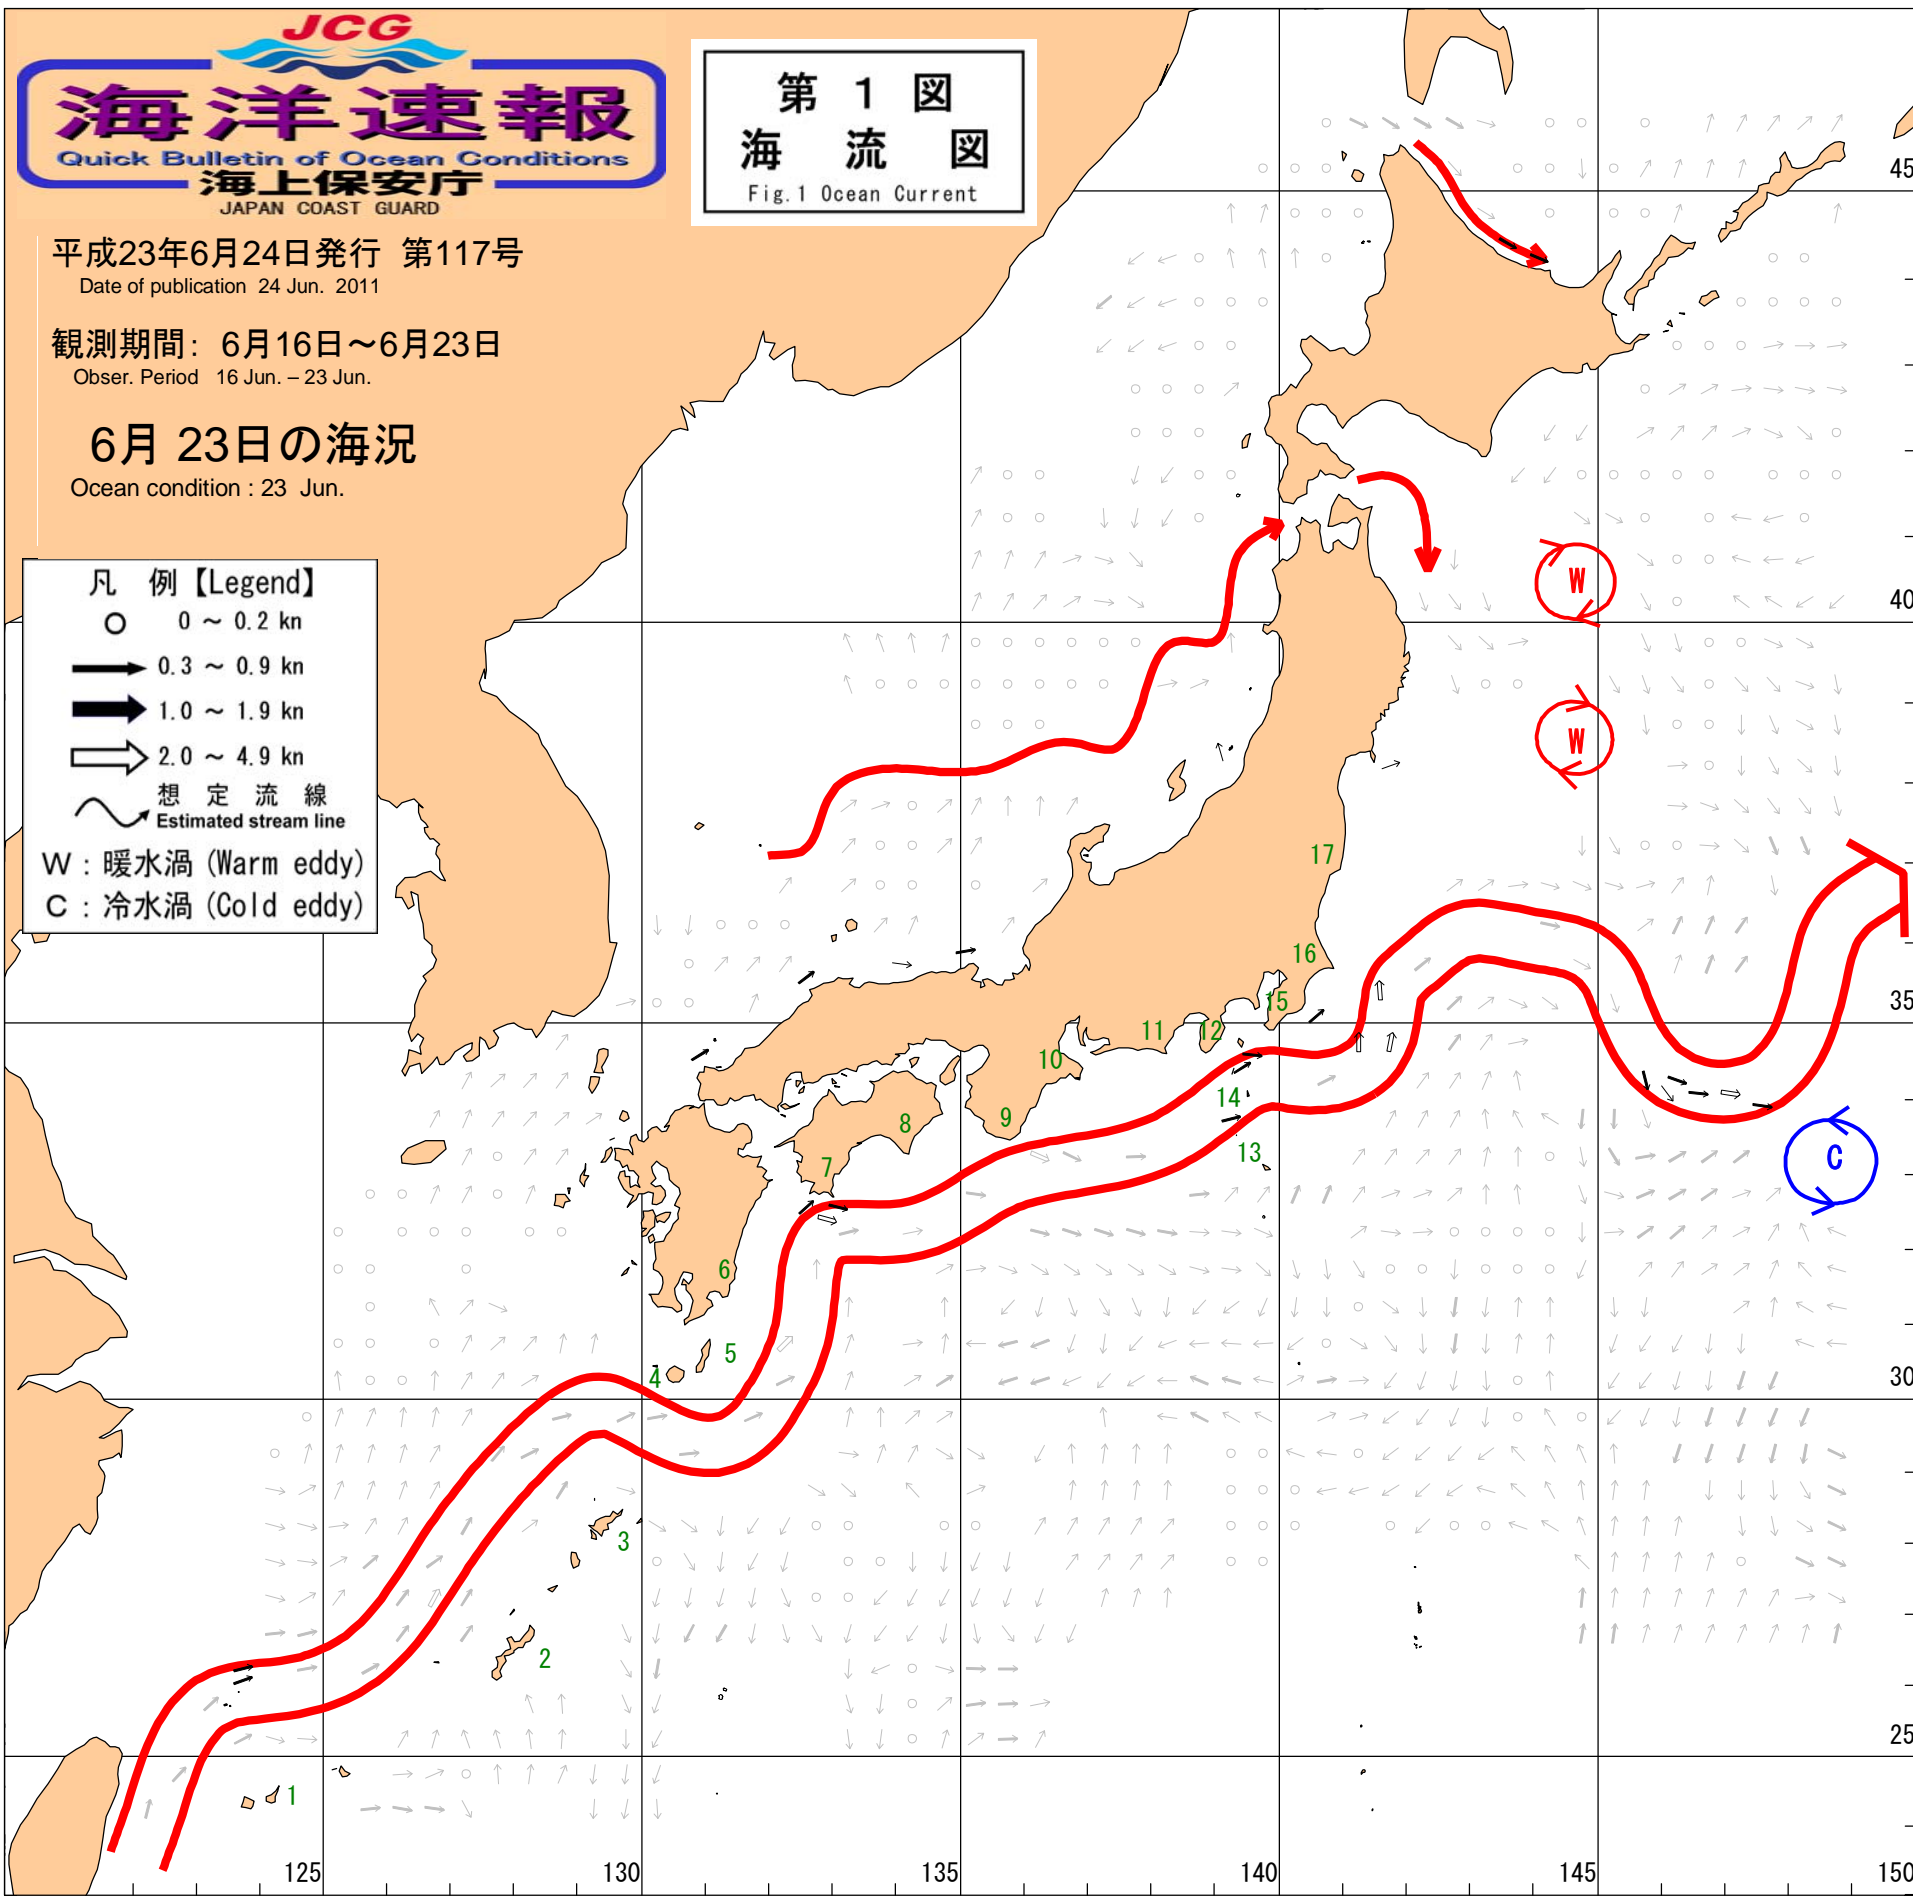 JCG
海洋速報
Quick Bulletin of Ocean Conditions
海上保安庁
JAPAN COAST GUARD
第 1 図
海 流 図
Fig.1 Ocean Current
平成23年6月24日発行 第117号
Date of publication 24 Jun. 2011
観測期間: 6月16日～6月23日
Obser. Period 16 Jun. – 23 Jun.
6月 23日の海況
Ocean condition : 23 Jun.
凡 例【Legend】
0 ～ 0.2 kn
0.3 ～ 0.9 kn
1.0 ～ 1.9 kn
2.0 ～ 4.9 kn
想 定 流 線
Estimated stream line
W : 暖水渦 (Warm eddy)
C : 冷水渦 (Cold eddy)
45
W
40
W
17
16
35
15
12
11
10
14
9
8
13
C
7
6
5
4
30
3
2
25
1
125
130
135
140
145
150